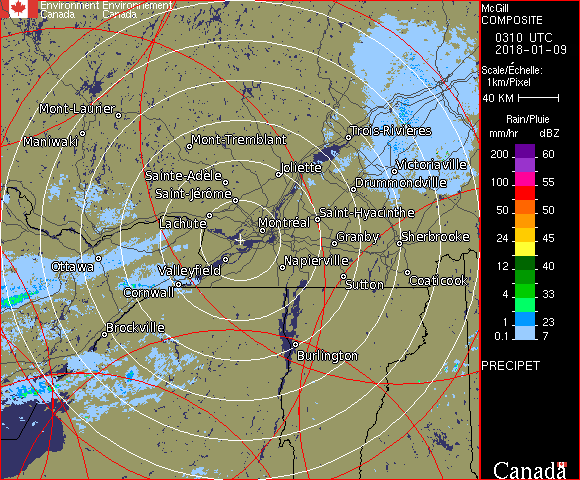 Environment Environnement
Canada Canada
McGill
COMPOSITE
0310 UTC
2018-01-09
Scale/Échelle:
1km/Pixel
40 KM
Rain/Pluie
mm/hr dBZ
200 60
100 55
50 50
24 45
12 40
4 33
1 23
0.1 7
PRECIPET
Canada
Mont-Laurier
Maniwaki
Mont-Tremblant
Trois-Rivières
Sainte-Adèle
Joliette
Victoriaville
Saint-Jérôme
Drummondville
Lachute
Montréal
Saint-Hyacinthe
Granby
Sherbrooke
Ottawa
Valleyfield
Napierville
Cornwall
Sutton
Coaticook
Brockville
Burlington